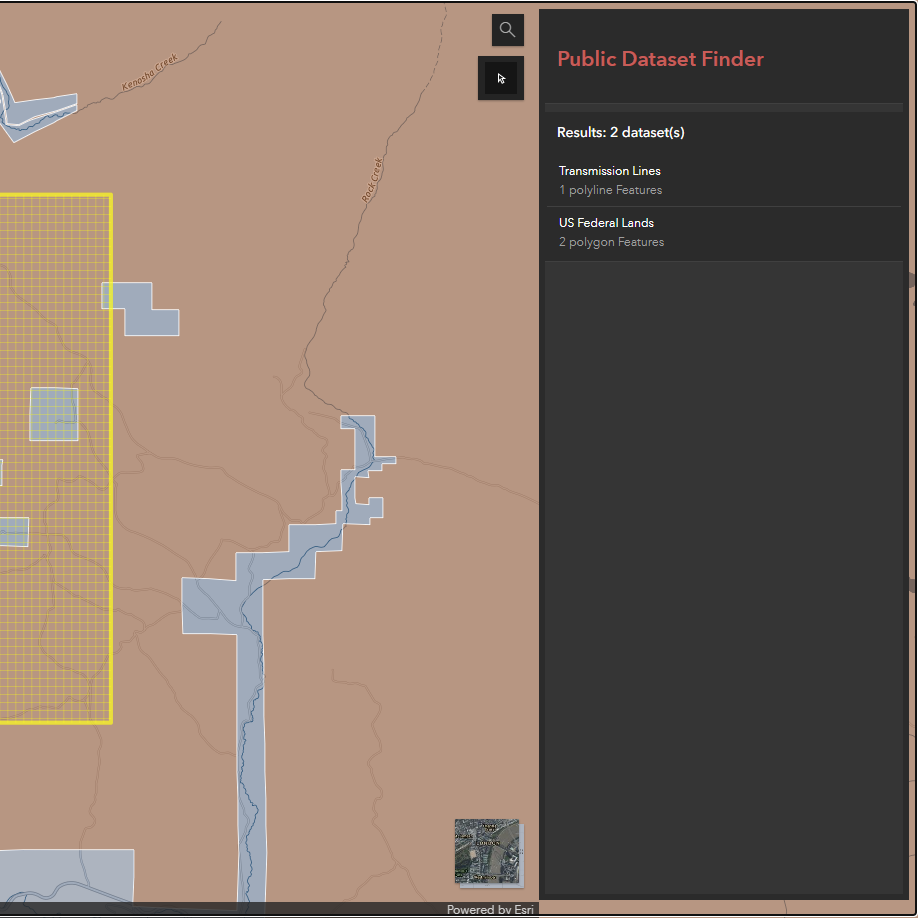 Kenosha Creek
Rock Creek
Public Dataset Finder
Results: 2 dataset(s)
Transmission Lines
1 polyline Features
US Federal Lands
2 polygon Features
LONDON
Powered by Esri